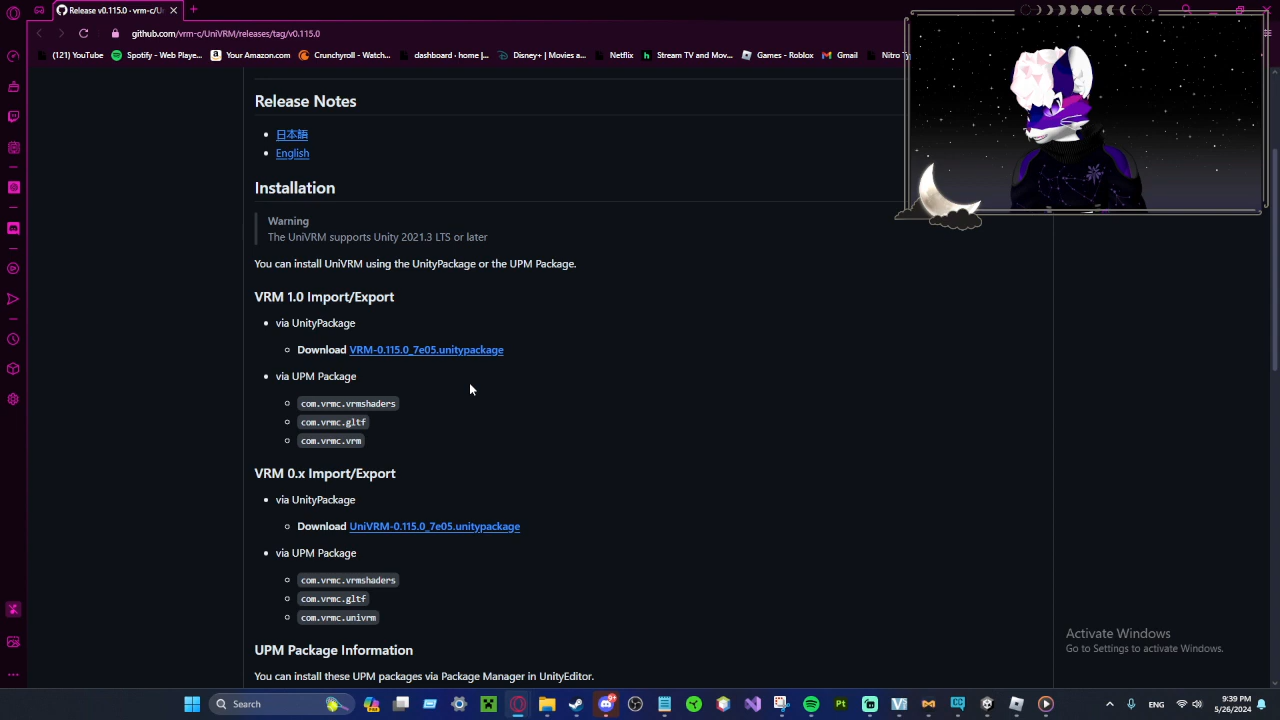 Release v0.115.0 · vrm-c/U
github.com/vrm-c/UniVRM/releases/tag/v0.115.0
(121) YouTube
Spotify - Web Playe...
Your Amazon.com
Crunchyroll - Watc...
dashboard · home |...
Disney+ | Movies a...
Netflix
Stream TV and Mov...
Games - Roblox
Gmail
Nitro Ty
Release Notes
日本語
English
Installation
Warning
The UniVRM supports Unity 2021.3 LTS or later
You can install UniVRM using the UnityPackage or the UPM Package.
VRM 1.0 Import/Export
via UnityPackage
Download VRM-0.115.0_7e05.unitypackage
via UPM Package
com.vrmc.vrmshaders
com.vrmc.gltf
com.vrmc.vrm
VRM 0.x Import/Export
via UnityPackage
Download UniVRM-0.115.0_7e05.unitypackage
via UPM Package
com.vrmc.vrmshaders
com.vrmc.gltf
com.vrmc.univrm
UPM Package Information
You can install these UPM packages via Package Manager in UnityEditor.
Activate Windows
Go to Settings to activate Windows.
Search
ENG
9:39 PM
5/26/2024